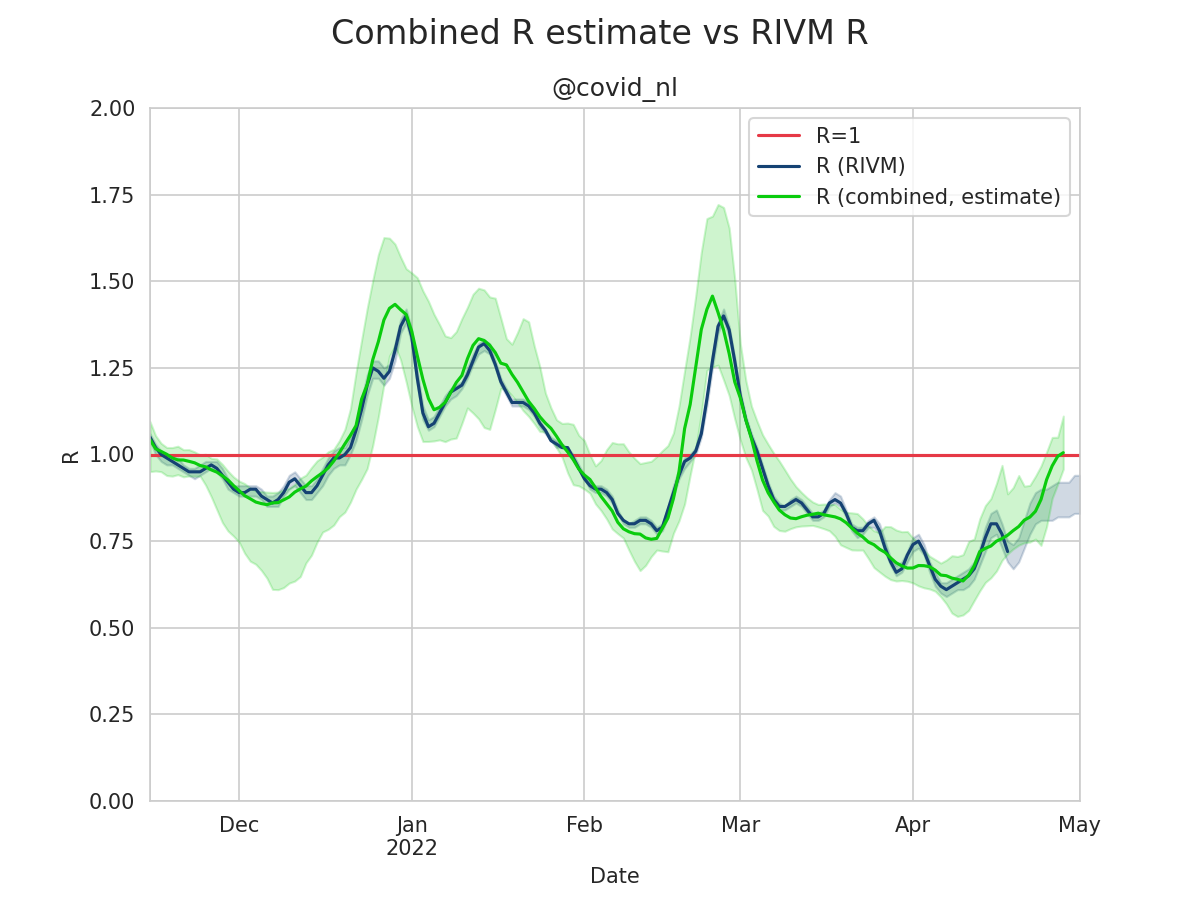 Combined R estimate vs RIVM R
@covid_nl
R=1
R (RIVM)
R (combined, estimate)
2.00
1.75
1.50
1.25
1.00
0.75
0.50
0.25
0.00
R
Dec
Jan
2022
Feb
Mar
Apr
May
Date